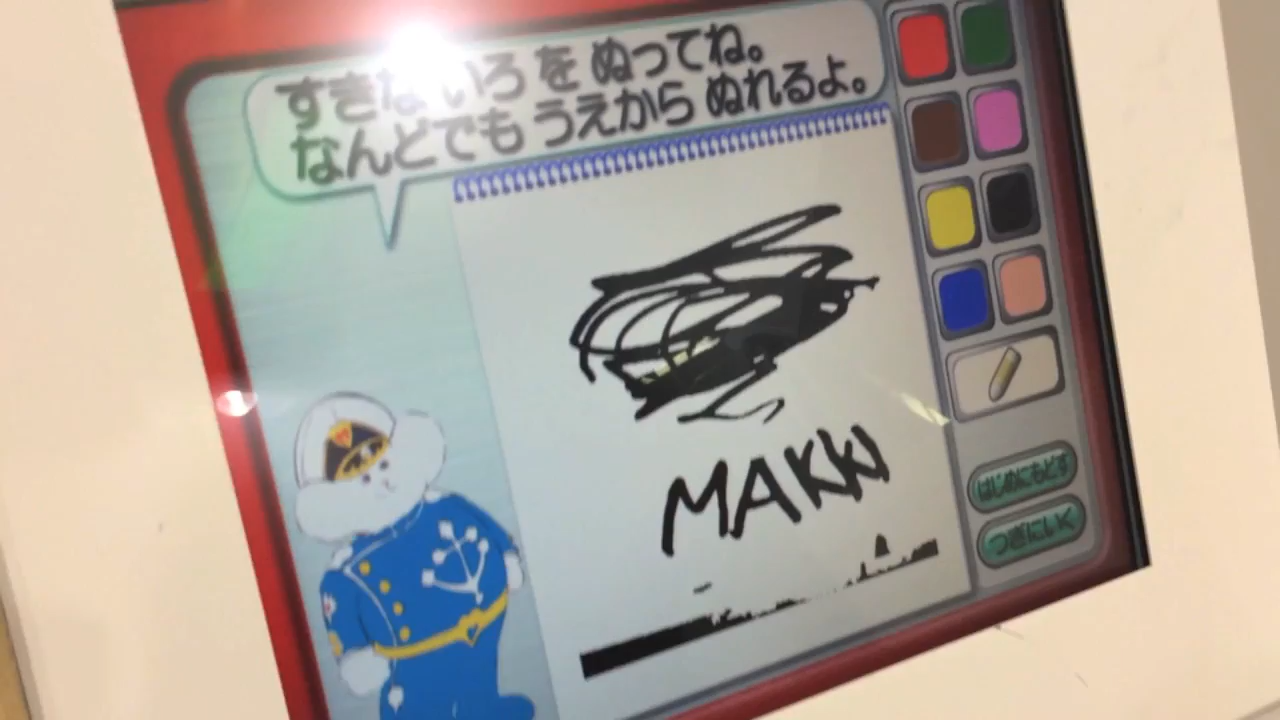 すきな いろ を ぬってね。
なんどでも うえから ぬれるよ。
MAKKI
はじめにもどす
つぎにいく